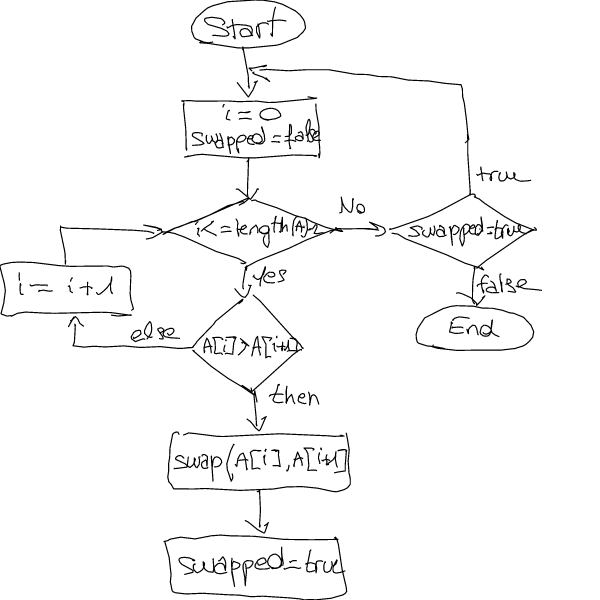 Start
i = 0
swapped = false
i <= length(A)-2
No
true
swapped=true
Yes
false
i = i+1
End
else
A[i]>A[i+1]
then
swap(A[i], A[i+1]
swapped=true